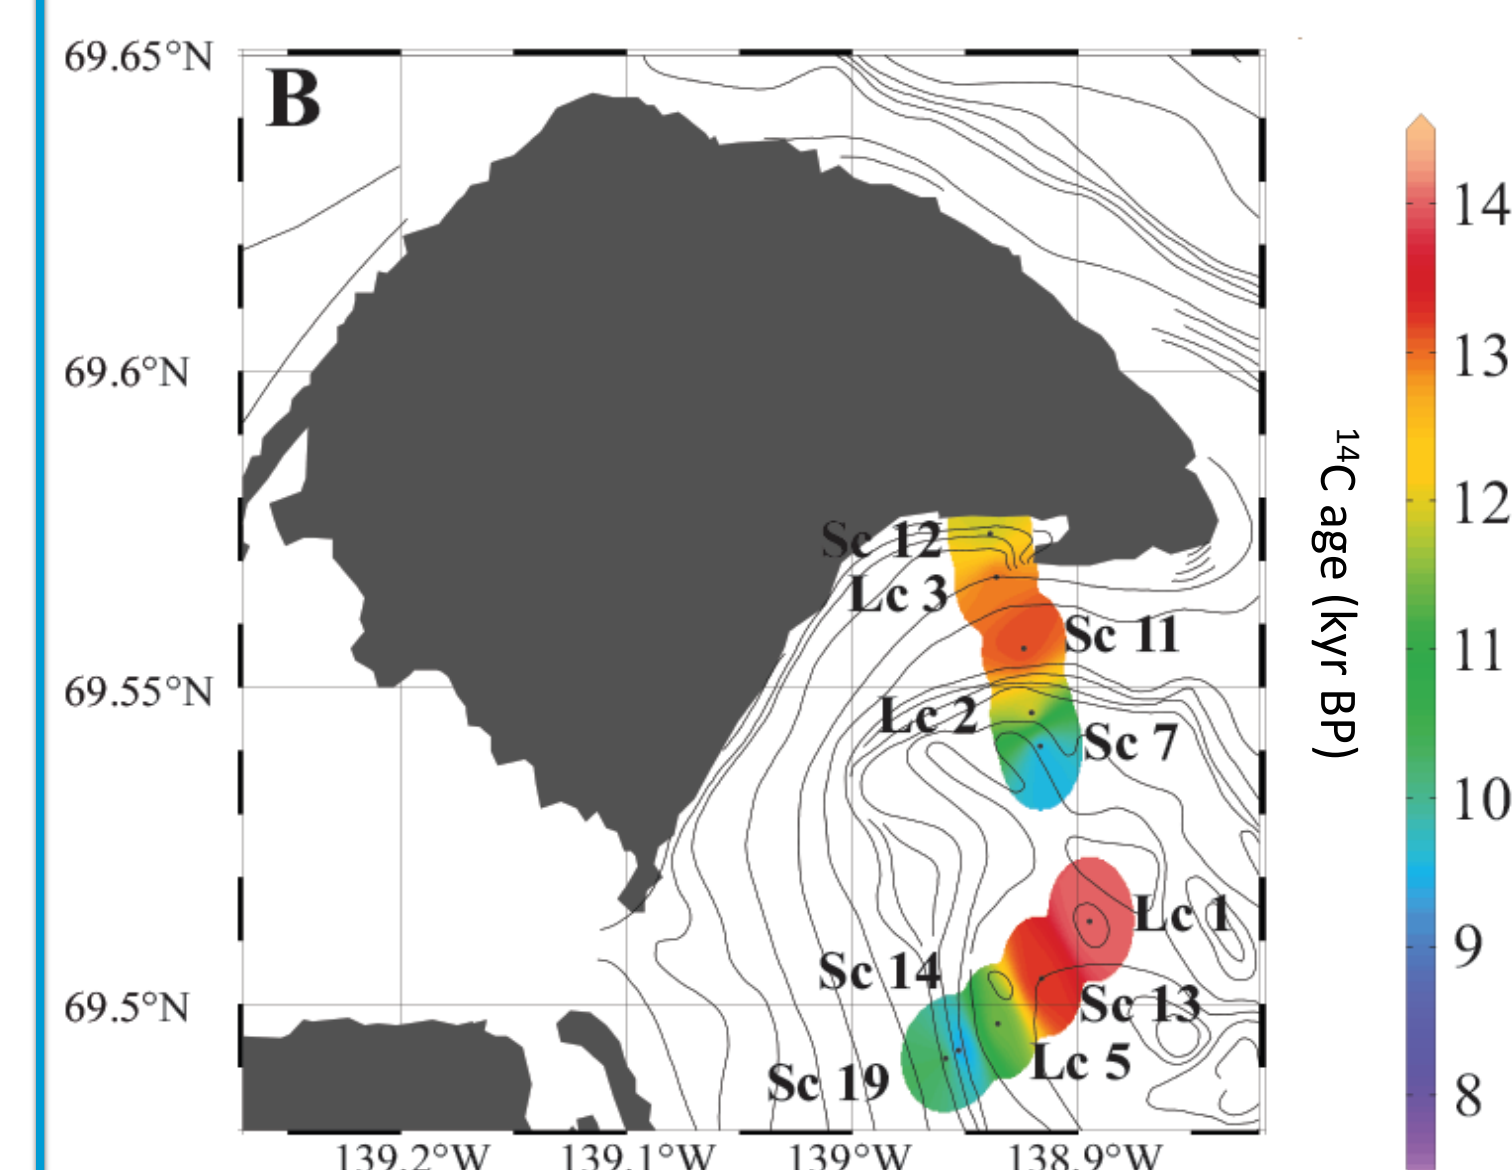 69.65°N
B
14
13
69.6°N
12
Sc 12
Lc 3
Sc 11
11
69.55°N
Lc 2
Sc 7
10
Lc 1
9
Sc 14
69.5°N
Sc 13
Lc 5
Sc 19
8
139.2°W
139.1°W
139°W
138.9°W
¹⁴C age (kyr BP)